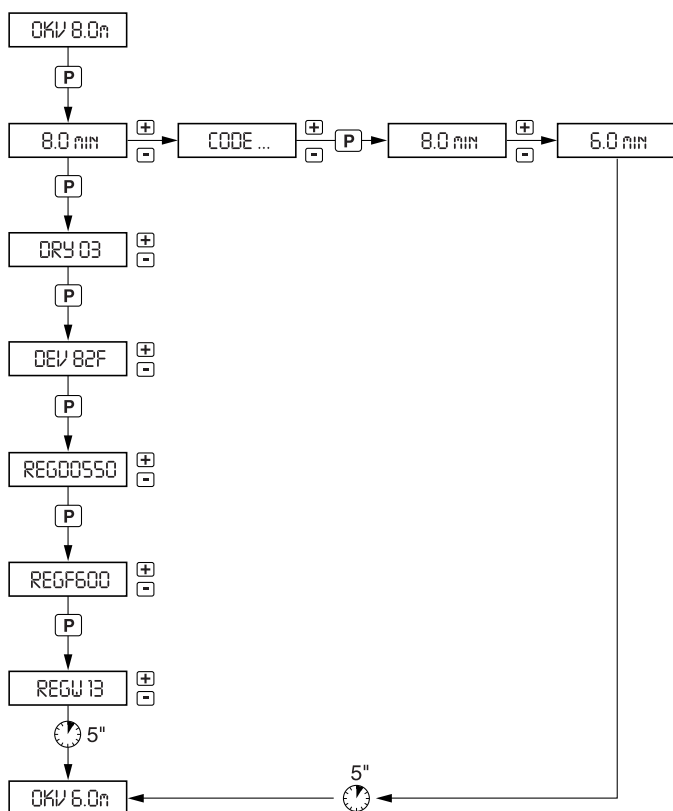 OKV 8.0m
P
8.0 MIN + - CODE ... + - P 8.0 MIN + - 6.0 MIN
P
DRY 03 + -
P
DEV 82F + -
P
REGD0550 + -
P
REGF600 + -
P
REGW 13 + -
5"
5"
OKV 6.0m